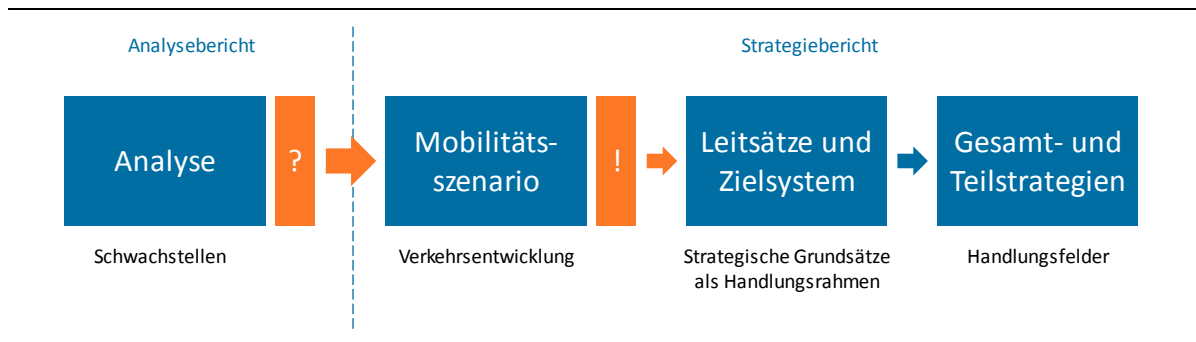 Analysebericht
Strategiebericht
Analyse
?
Mobilitäts-
szenario
!
Leitsätze und
Zielsystem
Gesamt- und
Teilstrategien
Schwachstellen
Verkehrsentwicklung
Strategische Grundsätze
als Handlungsrahmen
Handlungsfelder